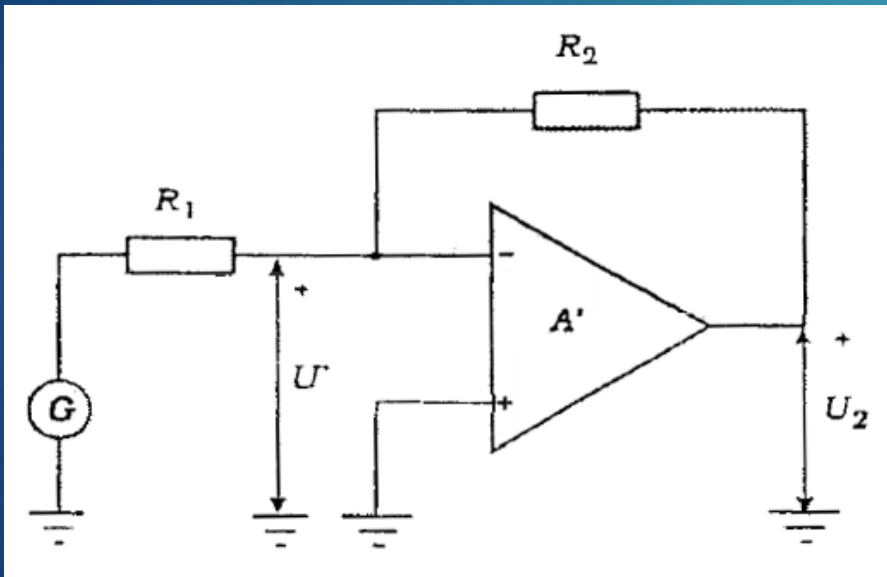 R₂
R₁
+
−
A'
U'
+
+
U₂
G